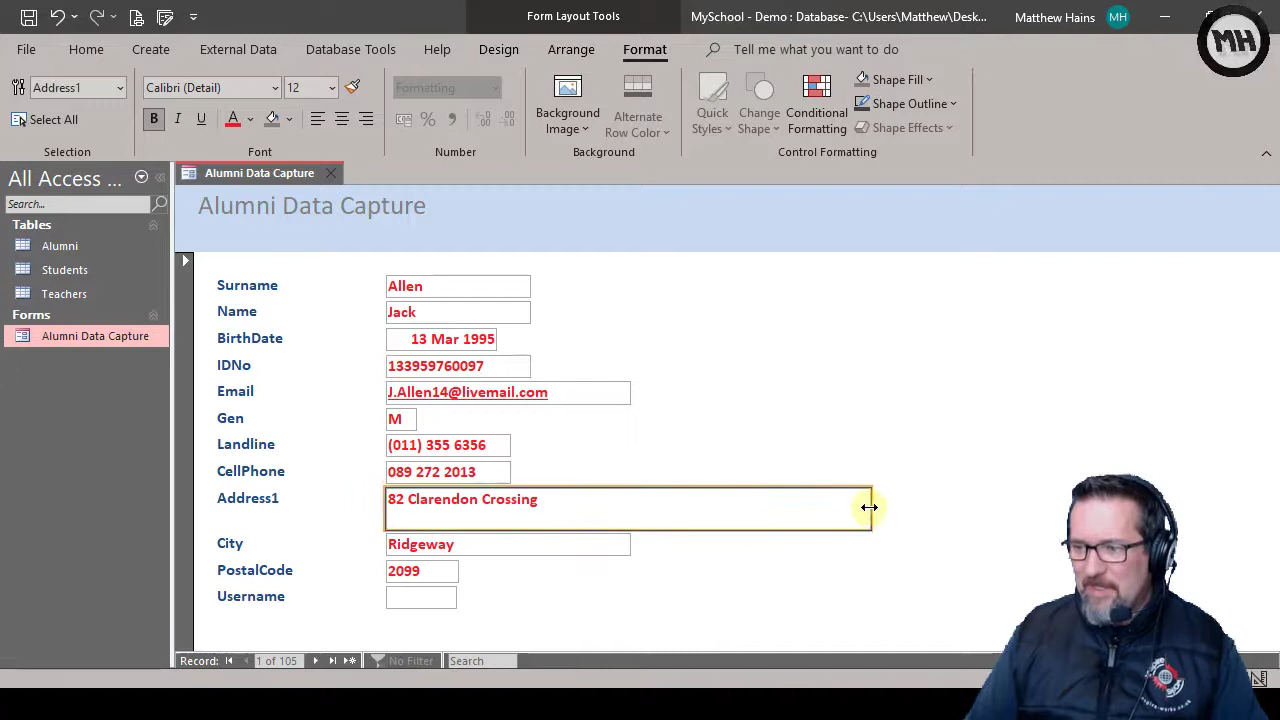 Form Layout Tools
MySchool - Demo : Database- C:\Users\Matthew\Desk...
Matthew Hains
MH
MH
File
Home
Create
External Data
Database Tools
Help
Design
Arrange
Format
Tell me what you want to do
Address1
Calibri (Detail)
12
Formatting
Background
Image
Alternate
Row Color
Quick
Styles
Change
Shape
Conditional
Formatting
Shape Fill
Shape Outline
Shape Effects
Select All
B
I
U
A
%
Selection
Font
Number
Background
Control Formatting
All Access ...
Alumni Data Capture
Search...
Alumni Data Capture
Tables
Alumni
Students
Teachers
Forms
Alumni Data Capture
Surname Allen
Name Jack
BirthDate 13 Mar 1995
IDNo 133959760097
Email J.Allen14@livemail.com
Gen M
Landline (011) 355 6356
CellPhone 089 272 2013
Address1 82 Clarendon Crossing
City Ridgeway
PostalCode 2099
Username
Record: 1 of 105 No Filter Search